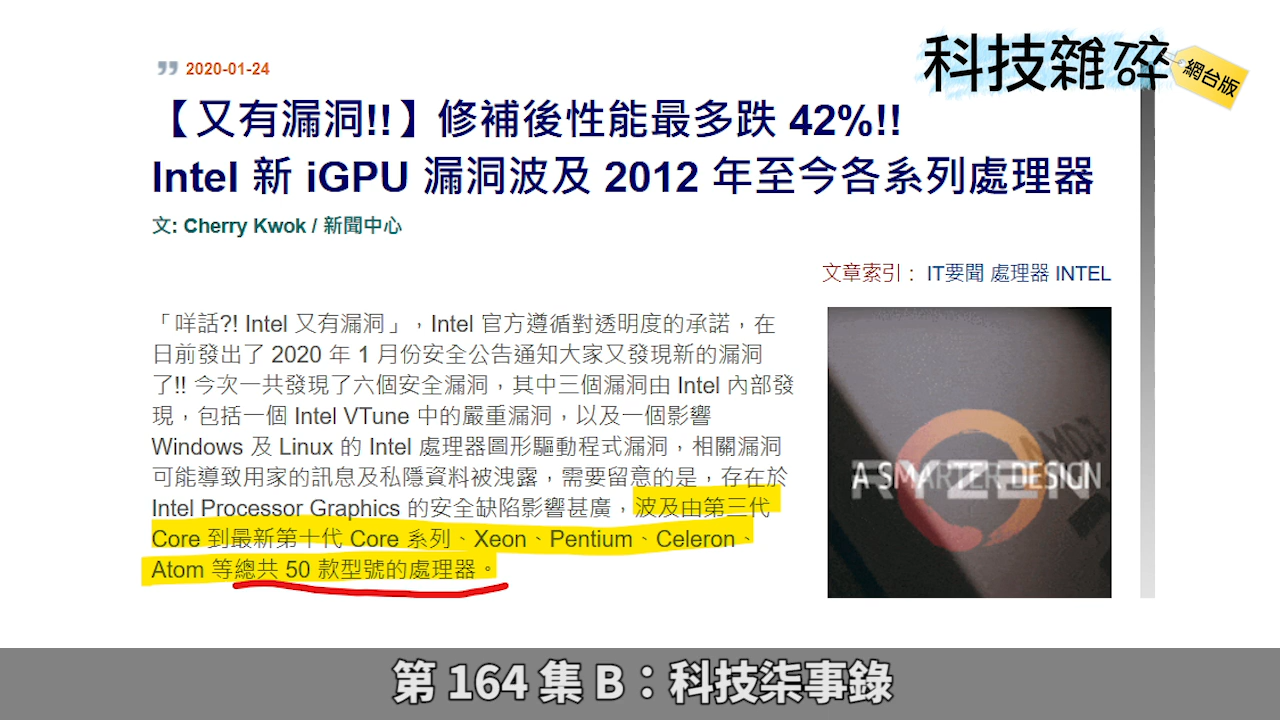 科技雜碎
網台版
2020-01-24
【又有漏洞!!】修補後性能最多跌 42%!!
Intel 新 iGPU 漏洞波及 2012 年至今各系列處理器
文: Cherry Kwok / 新聞中心
文章索引： IT要聞 處理器 INTEL
「咩話?! Intel 又有漏洞」，Intel 官方遵循對透明度的承諾，在
日前發出了 2020 年 1 月份安全公告通知大家又發現新的漏洞
了!! 今次一共發現了六個安全漏洞，其中三個漏洞由 Intel 內部發
現，包括一個 Intel VTune 中的嚴重漏洞，以及一個影響
Windows 及 Linux 的 Intel 處理器圖形驅動程式漏洞，相關漏洞
可能導致用家的訊息及私隱資料被洩露，需要留意的是，存在於
Intel Processor Graphics 的安全缺陷影響甚廣，波及由第三代
Core 到最新第十代 Core 系列、Xeon、Pentium、Celeron、
Atom 等總共 50 款型號的處理器。
AMD
A SMARTER DESIGN
RYZEN
第 164 集 B：科技柒事錄